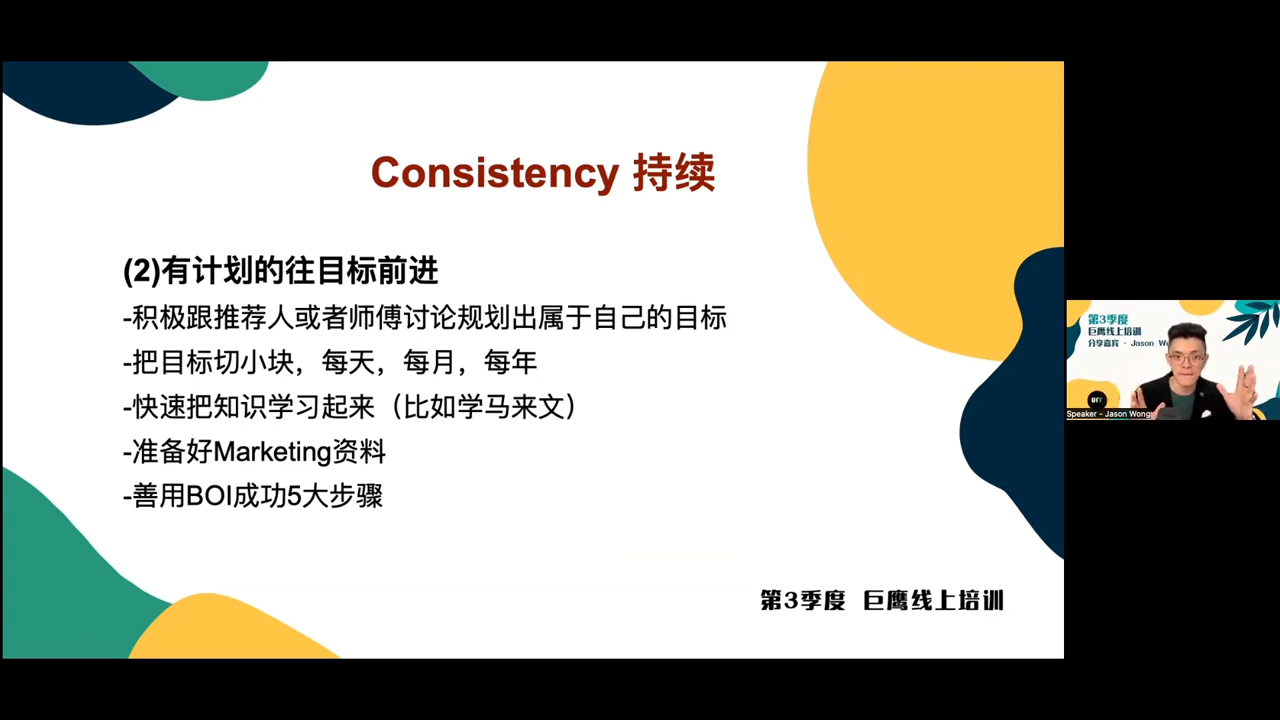 Consistency 持续
(2)有计划的往目标前进
-积极跟推荐人或者师傅讨论规划出属于自己的目标
-把目标切小块，每天，每月，每年
-快速把知识学习起来（比如学马来文）
-准备好Marketing资料
-善用BOI成功5大步骤
第3季度 巨鹰线上培训
第3季度
巨鹰线上培训
分享嘉宾 - Jason
Speaker - Jason Wong